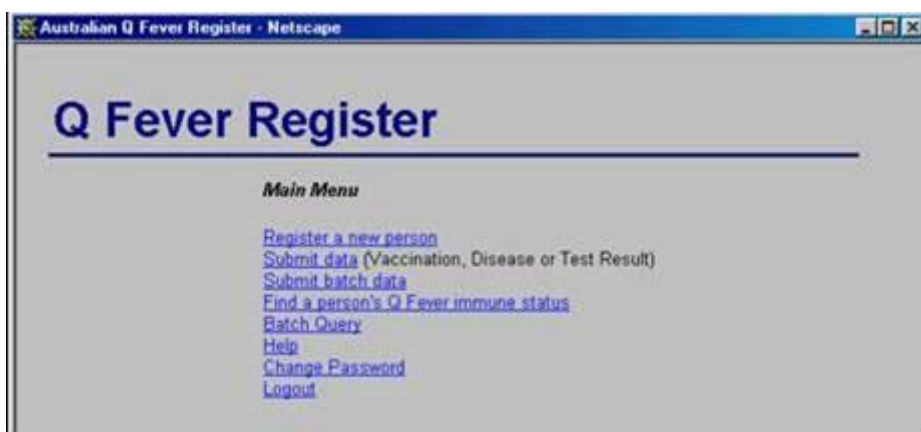 Australian Q Fever Register - Netscape
Q Fever Register
Main Menu
Register a new person
Submit data (Vaccination, Disease or Test Result)
Submit batch data
Find a person's Q Fever immune status
Batch Query
Help
Change Password
Logout